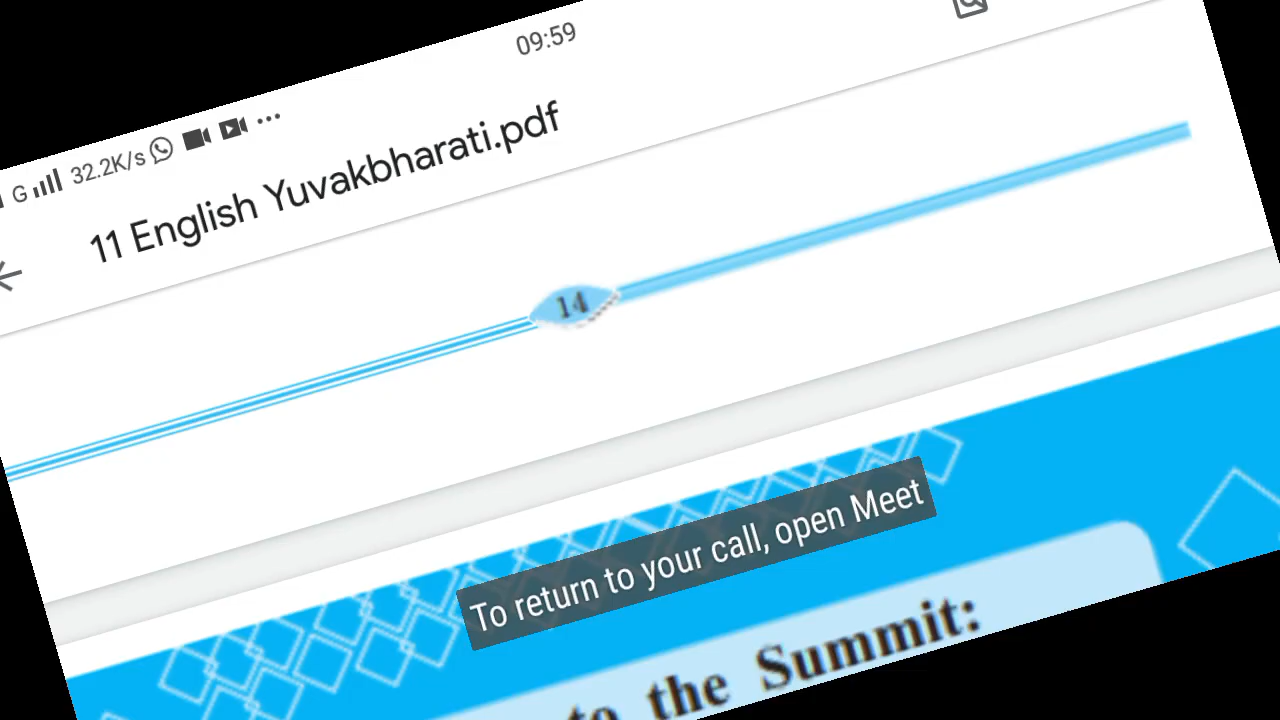 09:59
G 32.2K/s ...
11 English Yuvakbharati.pdf
14
To return to your call, open Meet
to the Summit: